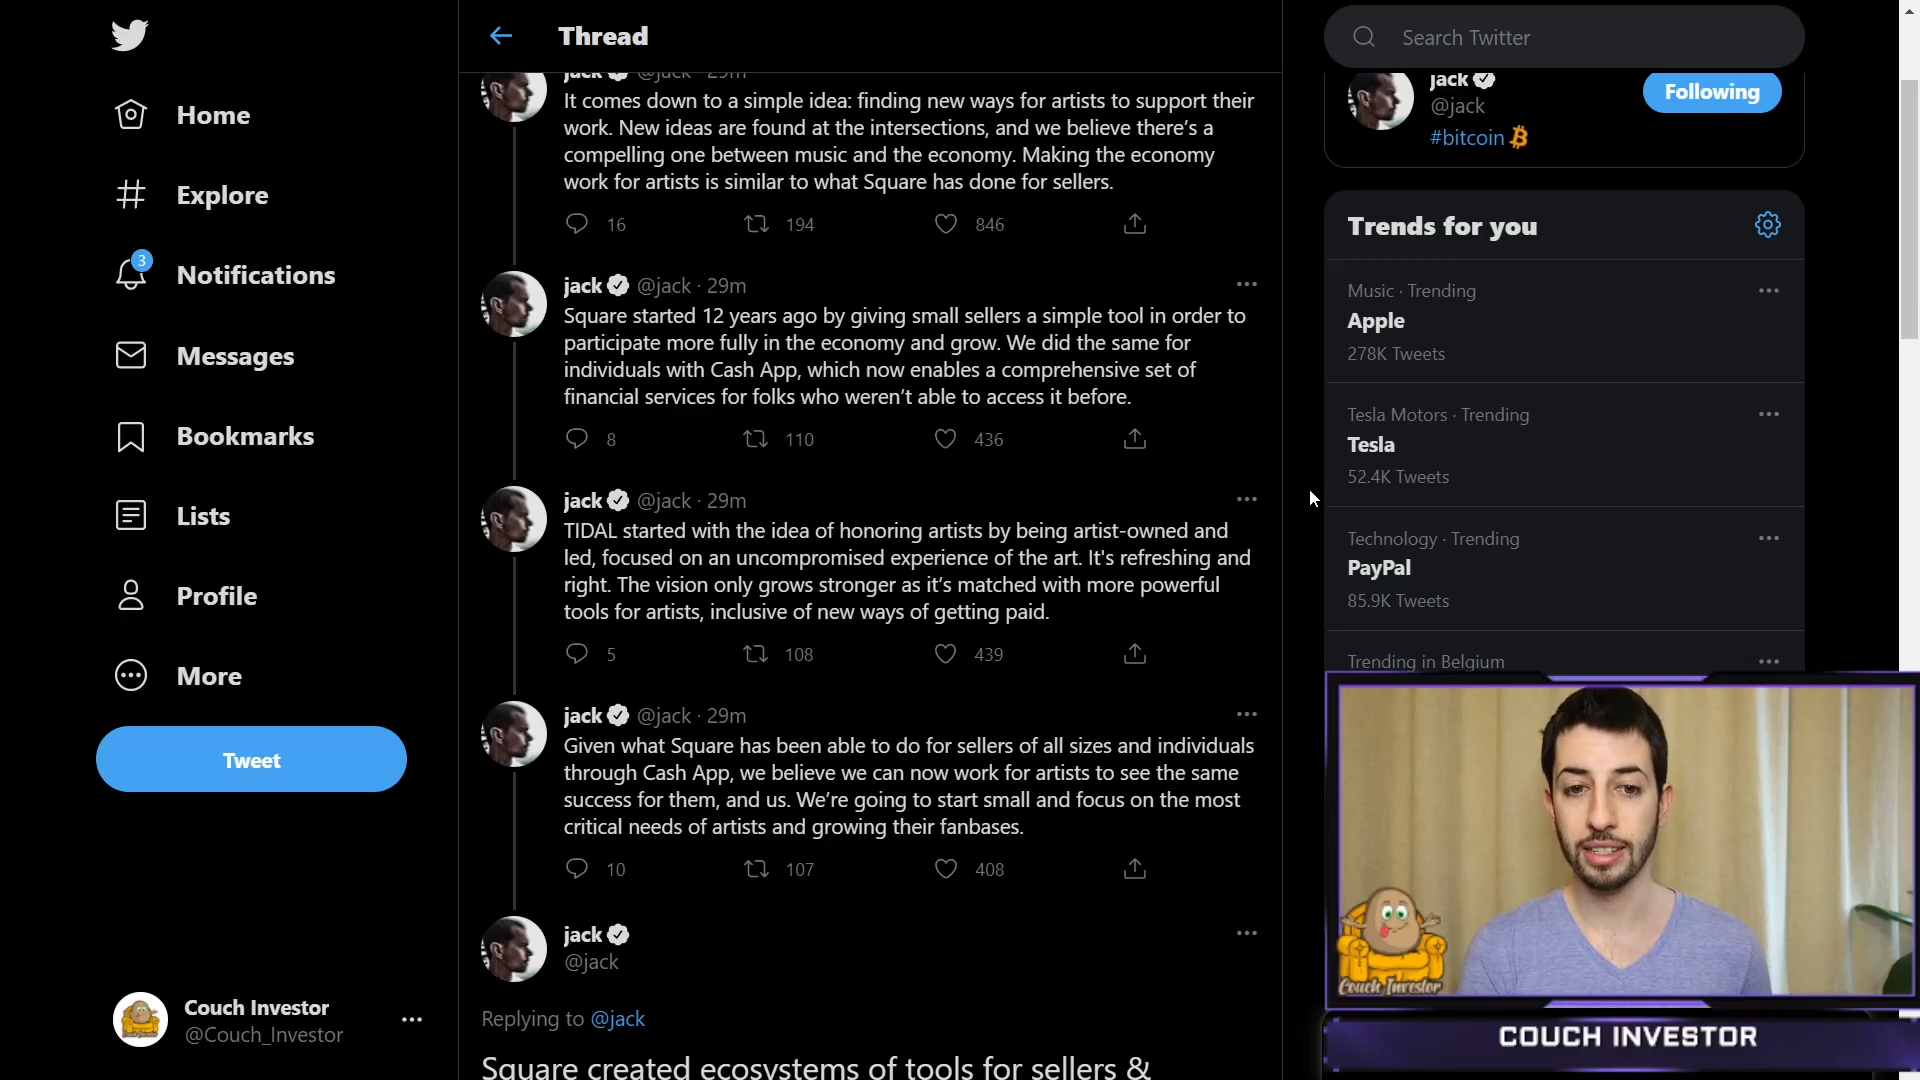 Home
Explore
3
Notifications
Messages
Bookmarks
Lists
Profile
More
Tweet
Couch Investor
@Couch_Investor
Thread
jack @jack · 29m
It comes down to a simple idea: finding new ways for artists to support their
work. New ideas are found at the intersections, and we believe there’s a
compelling one between music and the economy. Making the economy
work for artists is similar to what Square has done for sellers.
16 194 846
jack @jack · 29m
Square started 12 years ago by giving small sellers a simple tool in order to
participate more fully in the economy and grow. We did the same for
individuals with Cash App, which now enables a comprehensive set of
financial services for folks who weren’t able to access it before.
8 110 436
jack @jack · 29m
TIDAL started with the idea of honoring artists by being artist-owned and
led, focused on an uncompromised experience of the art. It's refreshing and
right. The vision only grows stronger as it’s matched with more powerful
tools for artists, inclusive of new ways of getting paid.
5 108 439
jack @jack · 29m
Given what Square has been able to do for sellers of all sizes and individuals
through Cash App, we believe we can now work for artists to see the same
success for them, and us. We’re going to start small and focus on the most
critical needs of artists and growing their fanbases.
10 107 408
jack
@jack
Replying to @jack
Square created ecosystems of tools for sellers &
Search Twitter
jack
@jack
Following
#bitcoin
Trends for you
Music · Trending
Apple
278K Tweets
Tesla Motors · Trending
Tesla
52.4K Tweets
Technology · Trending
PayPal
85.9K Tweets
Trending in Belgium
Couch Investor
COUCH INVESTOR